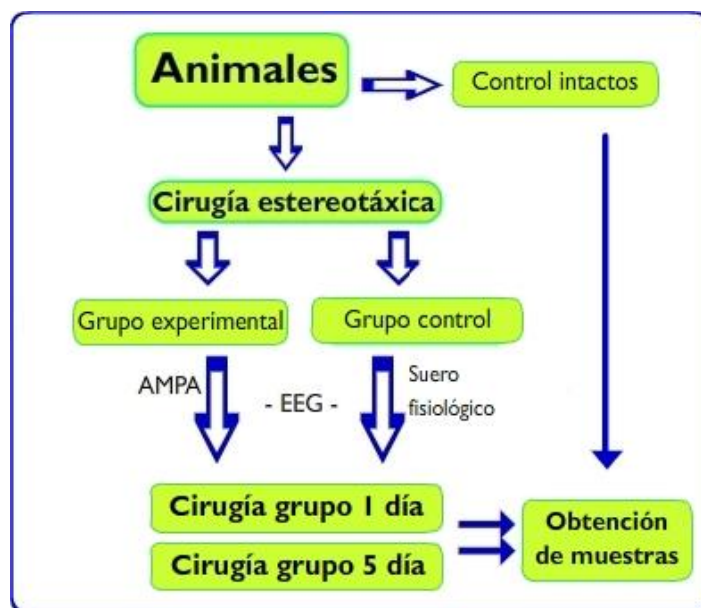 Animales
Control intactos
Cirugía estereotáxica
Grupo experimental
Grupo control
AMPA
- EEG -
Suero
fisiológico
Cirugía grupo 1 día
Cirugía grupo 5 día
Obtención
de muestras